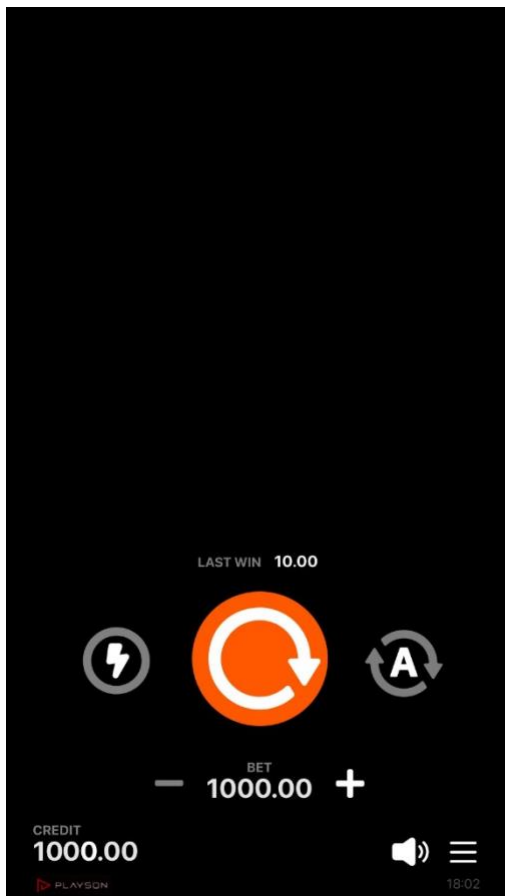 LAST WIN 10.00
A
BET
1000.00
CREDIT
1000.00
PLAYSON
18:02